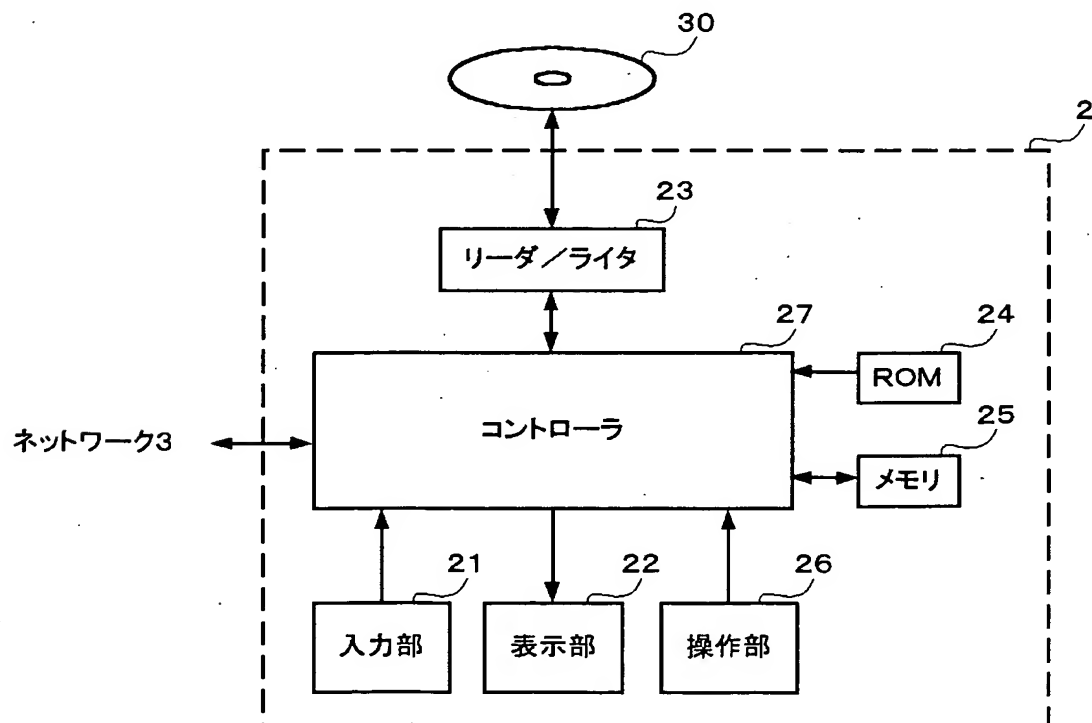 30
2
23
リーダ/ライタ
27
24
コントローラ
ROM
ネットワーク3
25
メモリ
21
22
26
入力部
表示部
操作部